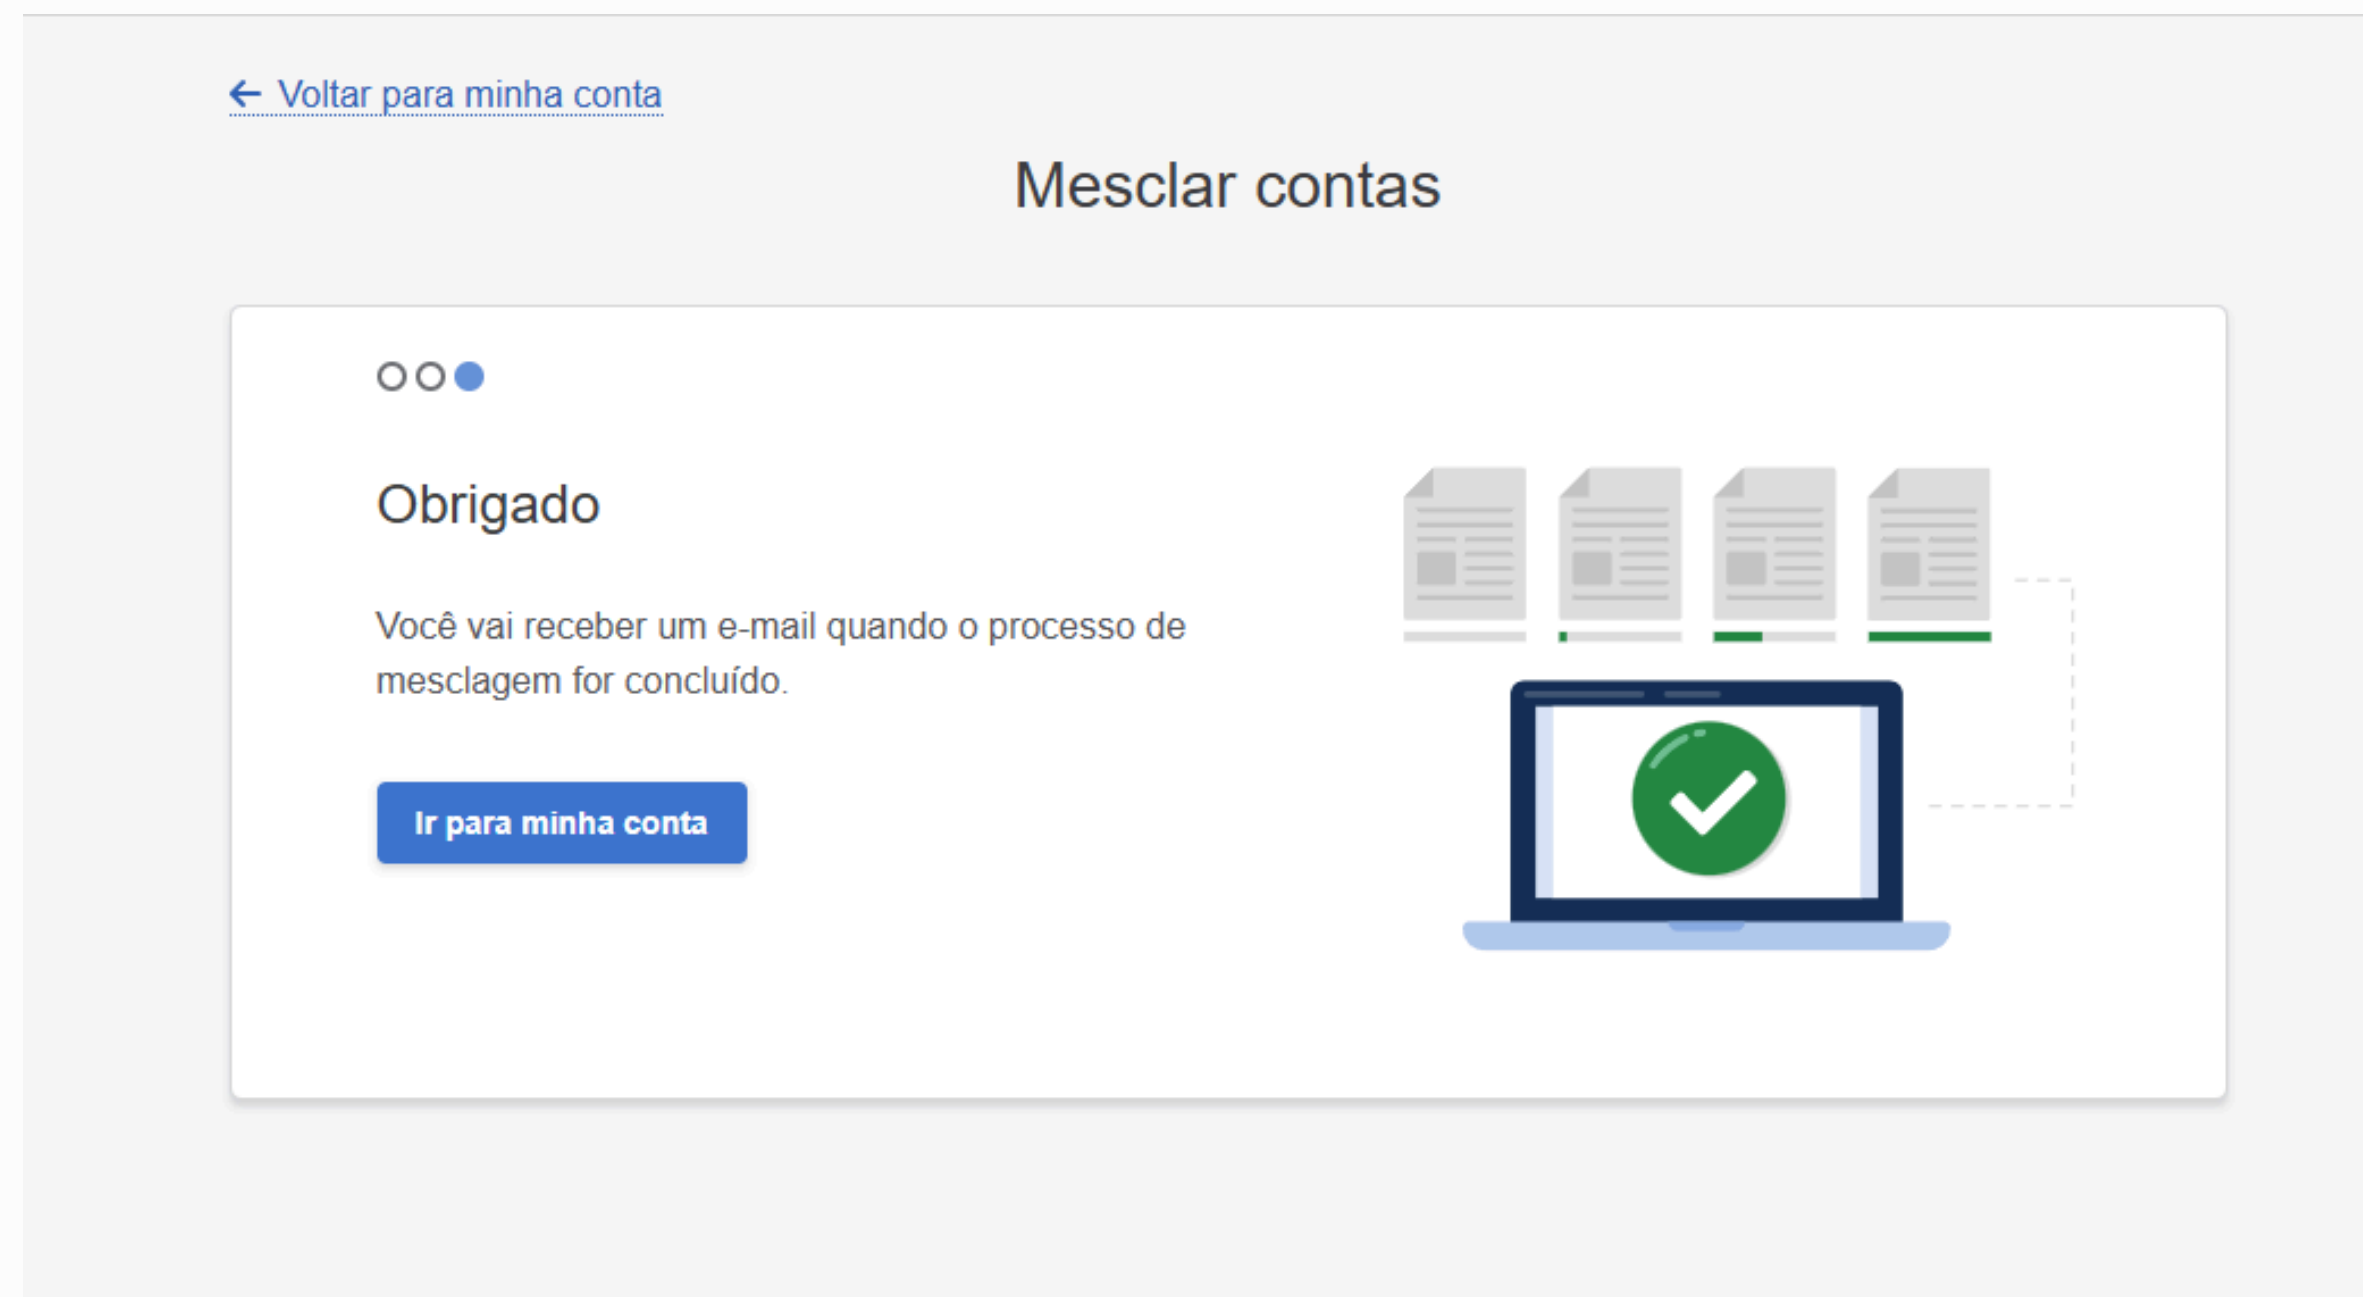 Voltar para minha conta
Mesclar contas
Obrigado
Você vai receber um e-mail quando o processo de
mesclagem for concluído.
Ir para minha conta